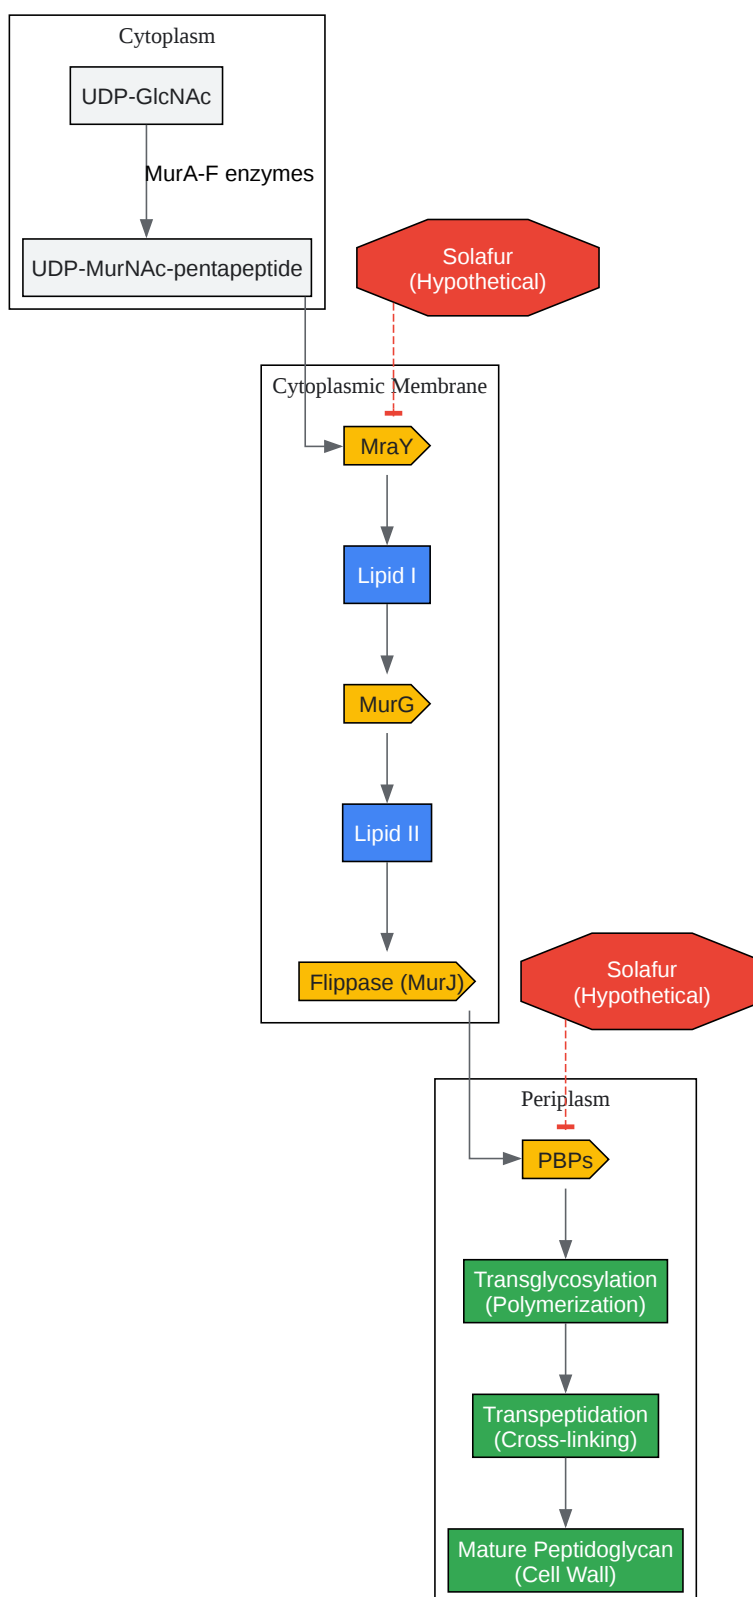 Cytoplasm
UDP-GlcNAc
MurA-F enzymes
UDP-MurNAc-pentapeptide
Solafur
(Hypothetical)
Cytoplasmic Membrane
MraY
Lipid I
MurG
Lipid II
Flippase (MurJ)
Solafur
(Hypothetical)
Periplasm
PBPs
Transglycosylation
(Polymerization)
Transpeptidation
(Cross-linking)
Mature Peptidoglycan
(Cell Wall)